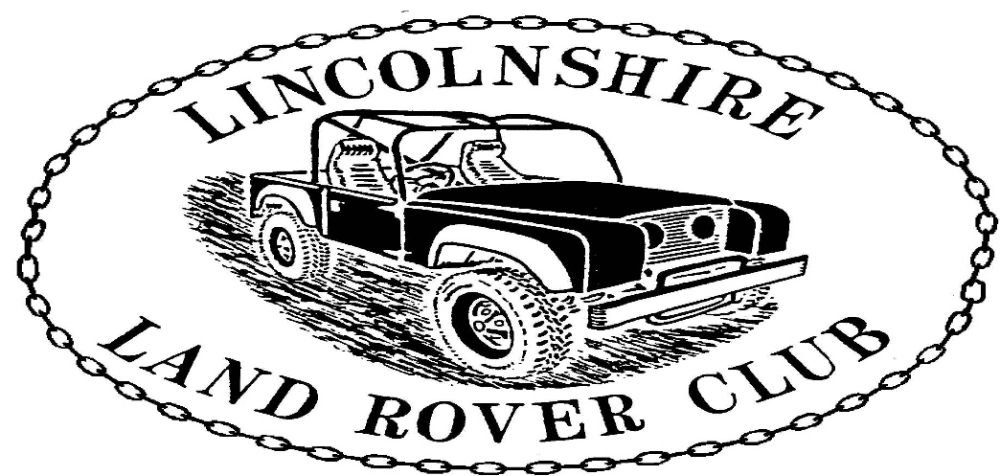 LINCOLNSHIRE
LAND ROVER CLUB